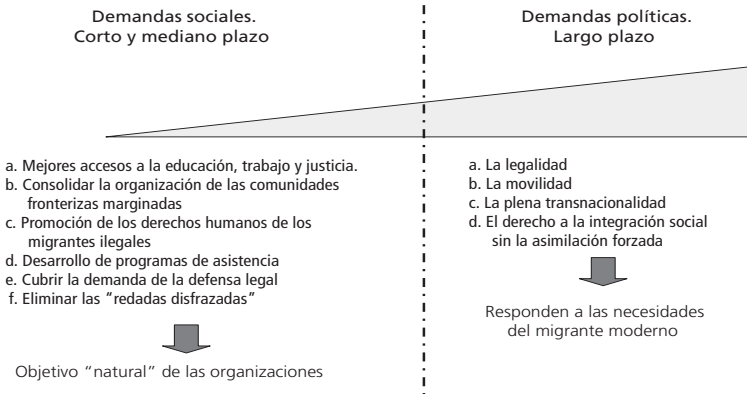 Demandas sociales.
Corto y mediano plazo
a. Mejores accesos a la educación, trabajo y justicia.
b. Consolidar la organización de las comunidades
fronterizas marginadas
c. Promoción de los derechos humanos de los
migrantes ilegales
d. Desarrollo de programas de asistencia
e. Cubrir la demanda de la defensa legal
f. Eliminar las “redadas disfrazadas”
Objetivo “natural” de las organizaciones
Demandas políticas.
Largo plazo
a. La legalidad
b. La movilidad
c. La plena transnacionalidad
d. El derecho a la integración social
sin la asimilación forzada
Responden a las necesidades
del migrante moderno